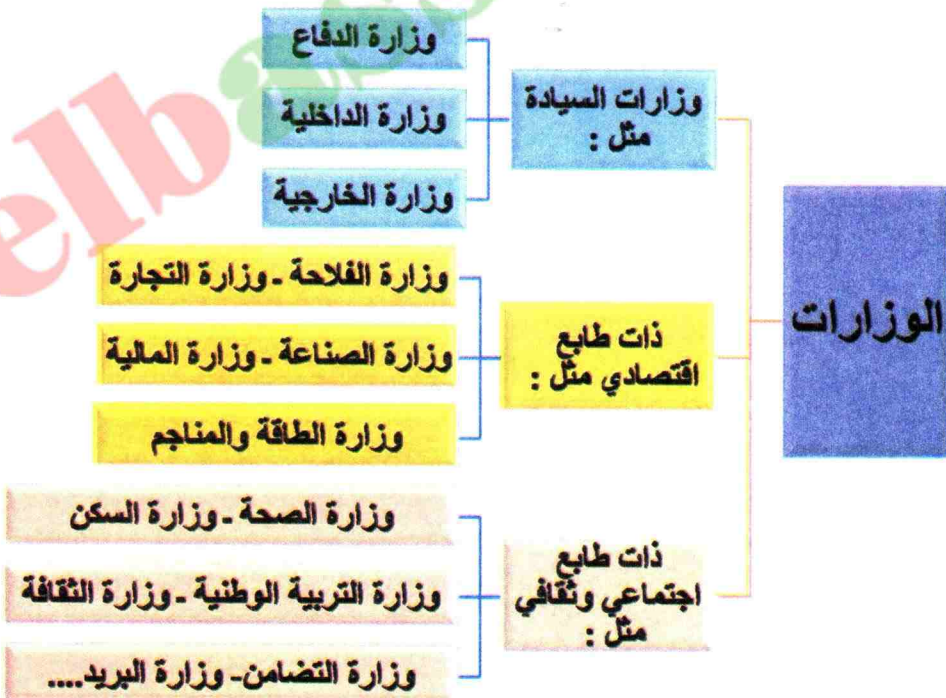 الوزارات
وزارات السيادة
مثل :
وزارة الدفاع
وزارة الداخلية
وزارة الخارجية
ذات طابع
اقتصادي مثل :
وزارة الفلاحة - وزارة التجارة
وزارة الصناعة - وزارة المالية
وزارة الطاقة والمناجم
ذات طابع
اجتماعي وثقافي
مثل :
وزارة الصحة - وزارة السكن
وزارة التربية الوطنية - وزارة الثقافة
وزارة التضامن- وزارة البريد....
elbas